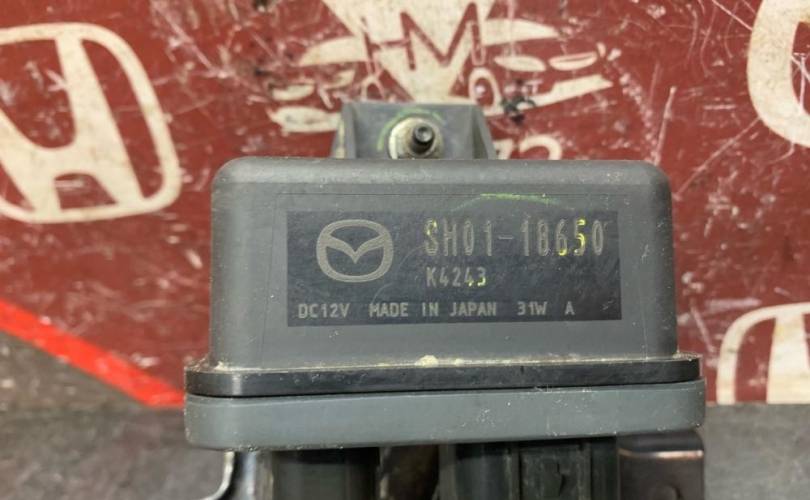 SH01-18650
K4243
DC12V MADE IN JAPAN 31W A